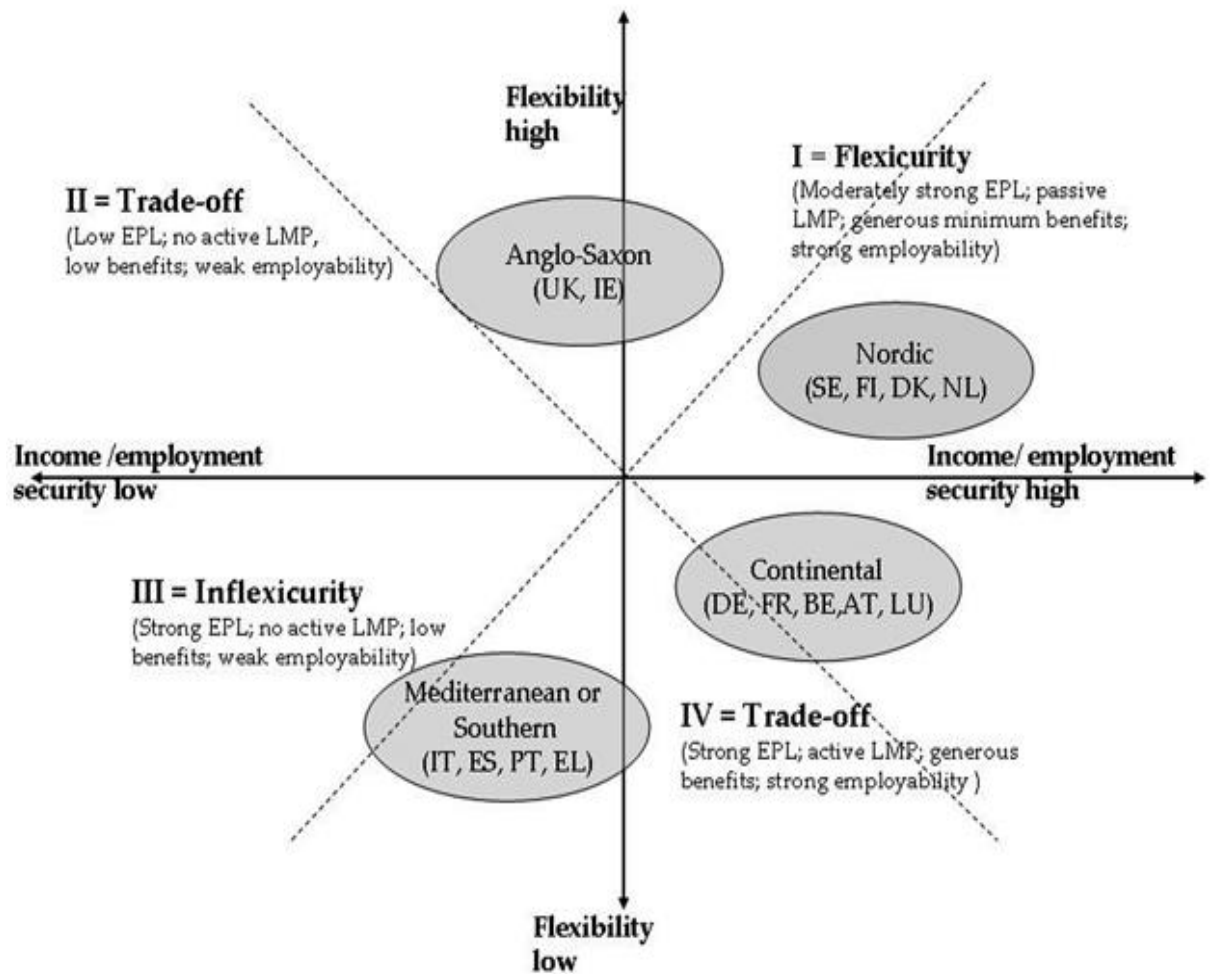 Flexibility
high
I = Flexicurity
(Moderately strong EPL; passive
LMP; generous minimum benefits;
strong employability)
II = Trade-off
(Low EPL; no active LMP,
low benefits; weak employability)
Anglo-Saxon
(UK, IE)
Nordic
(SE, FI, DK, NL)
Income /employment
security low
Income/ employment
security high
Continental
(DE, FR, BE,AT, LU)
III = Inflexicurity
(Strong EPL; no active LMP; low
benefits; weak employability)
Mediterranean or
Southern
(IT, ES, PT, EL)
IV = Trade-off
(Strong EPL; active LMP; generous
benefits; strong employability )
Flexibility
low